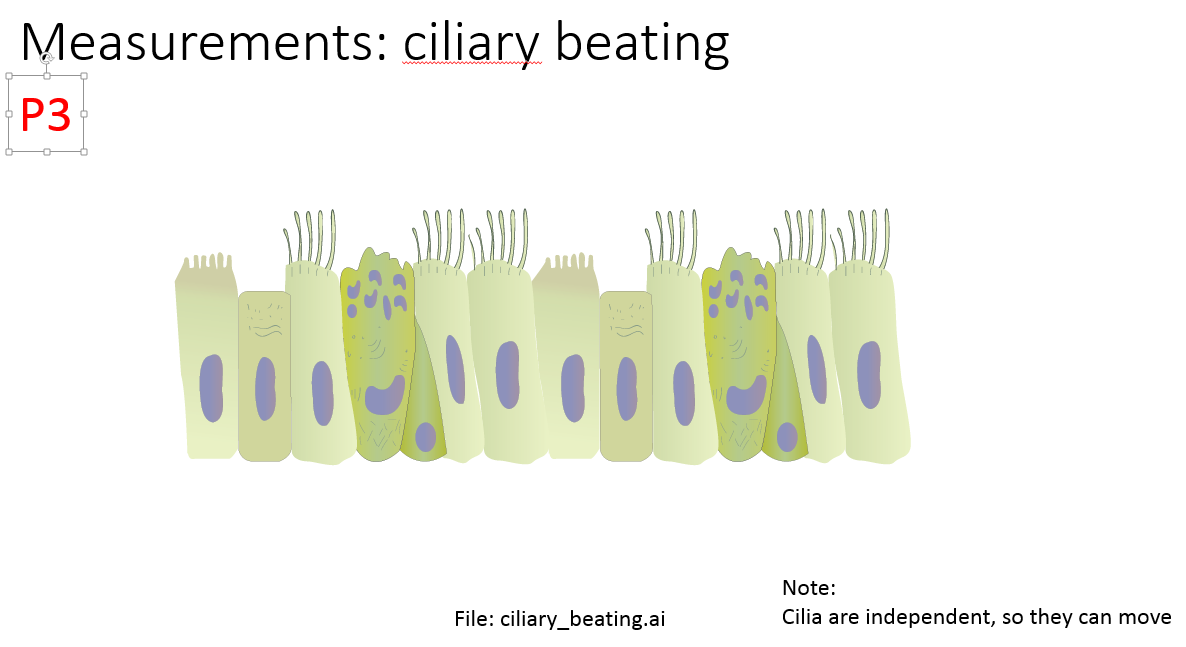 Measurements: ciliary beating
P3
File: ciliary_beating.ai
Note:
Cilia are independent, so they can move